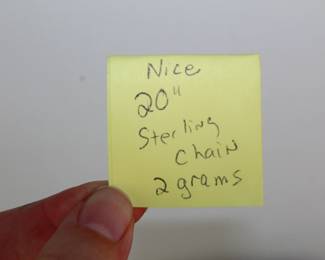 Nice
20"
Sterling
Chain
2 grams